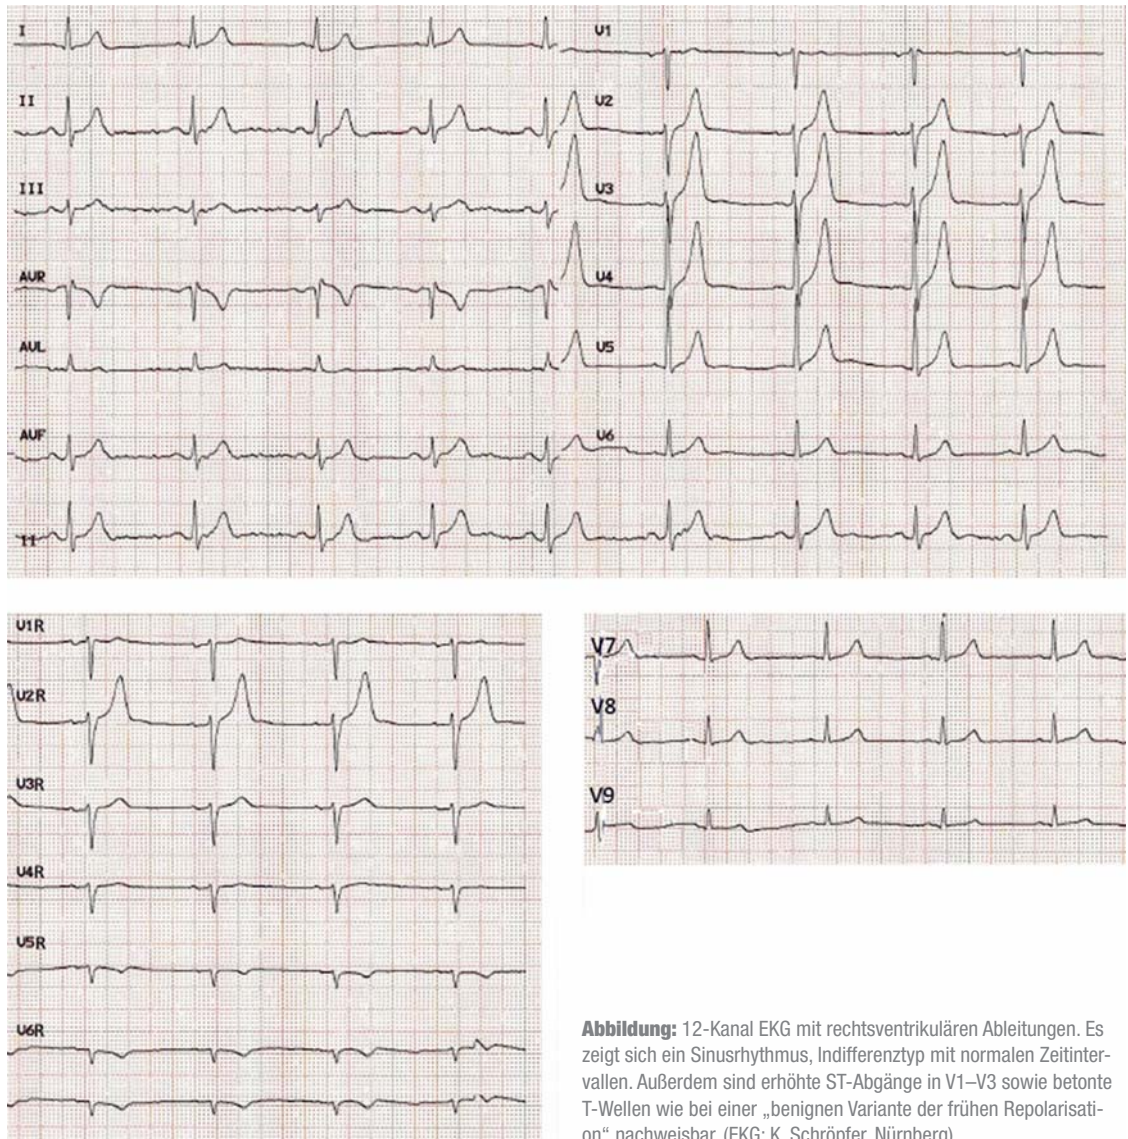 I
V1
II
V2
III
V3
AVR
V4
AVL
V5
AVF
V6
II
V1R
V2R
V3R
V4R
V5R
V6R
V7
V8
V9
Abbildung: 12-Kanal EKG mit rechtsventrikulären Ableitungen. Es
zeigt sich ein Sinusrhythmus, Indifferenztyp mit normalen Zeitinter-
vallen. Außerdem sind erhöhte ST-Abgänge in V1–V3 sowie betonte
T-Wellen wie bei einer „benignen Variante der frühen Repolarisati-
on“ nachweisbar. (EKG: K. Schröpfer, Nürnberg)